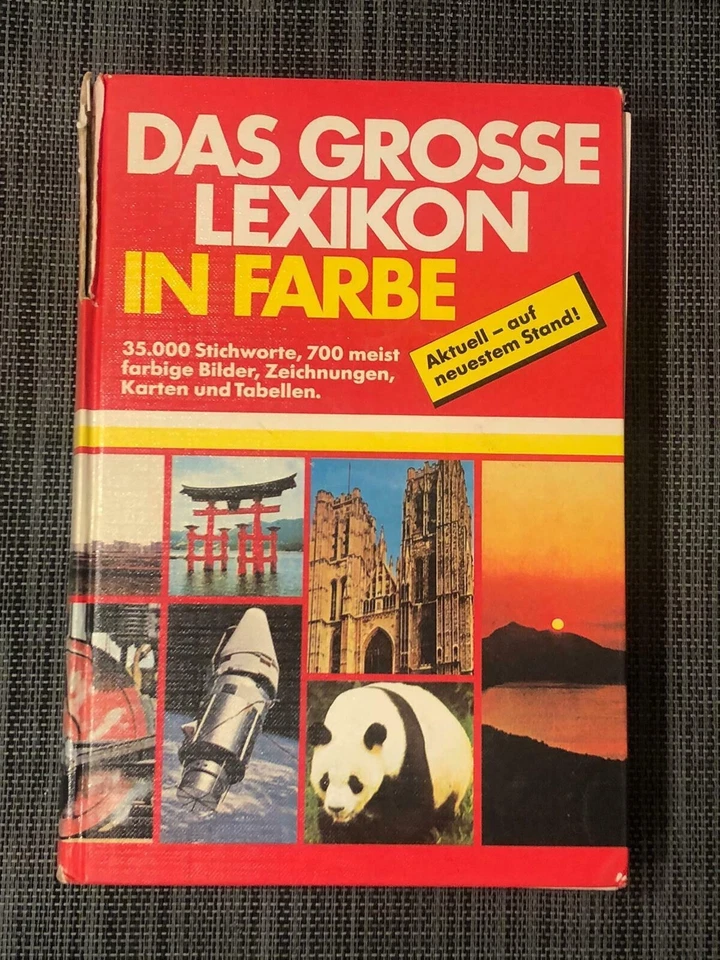 DAS GROSSE
LEXIKON
IN FARBE
35.000 Stichworte, 700 meist
farbige Bilder, Zeichnungen,
Karten und Tabellen.
Aktuell – auf
neuestem Stand!